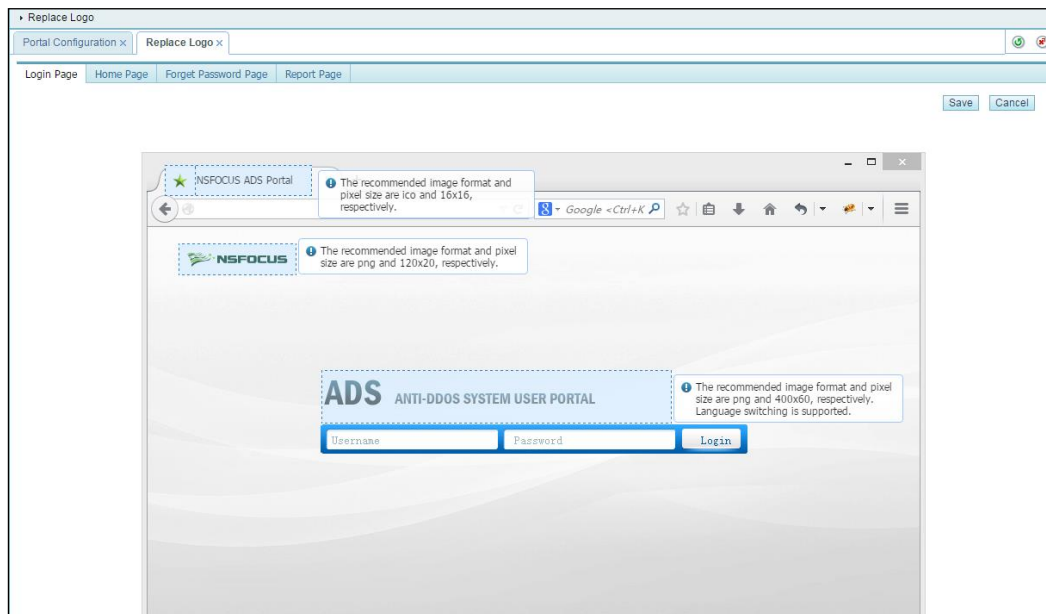 Replace Logo
Portal Configuration x Replace Logo x
Login Page Home Page Forget Password Page Report Page
Save Cancel
NSFOCUS ADS Portal
The recommended image format and
pixel size are ico and 16x16,
respectively.
Google <Ctrl+K
NSFOCUS
The recommended image format and pixel
size are png and 120x20, respectively.
ADS ANTI-DDOS SYSTEM USER PORTAL
The recommended image format and pixel
size are png and 400x60, respectively.
Language switching is supported.
Username Password Login